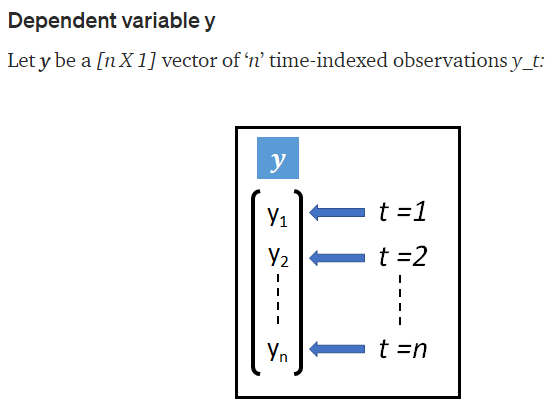 Dependent variable y
Let y be a [n X 1] vector of ‘n’ time-indexed observations y_t:
y
y₁ t =1
y₂ t =2
yₙ t =n